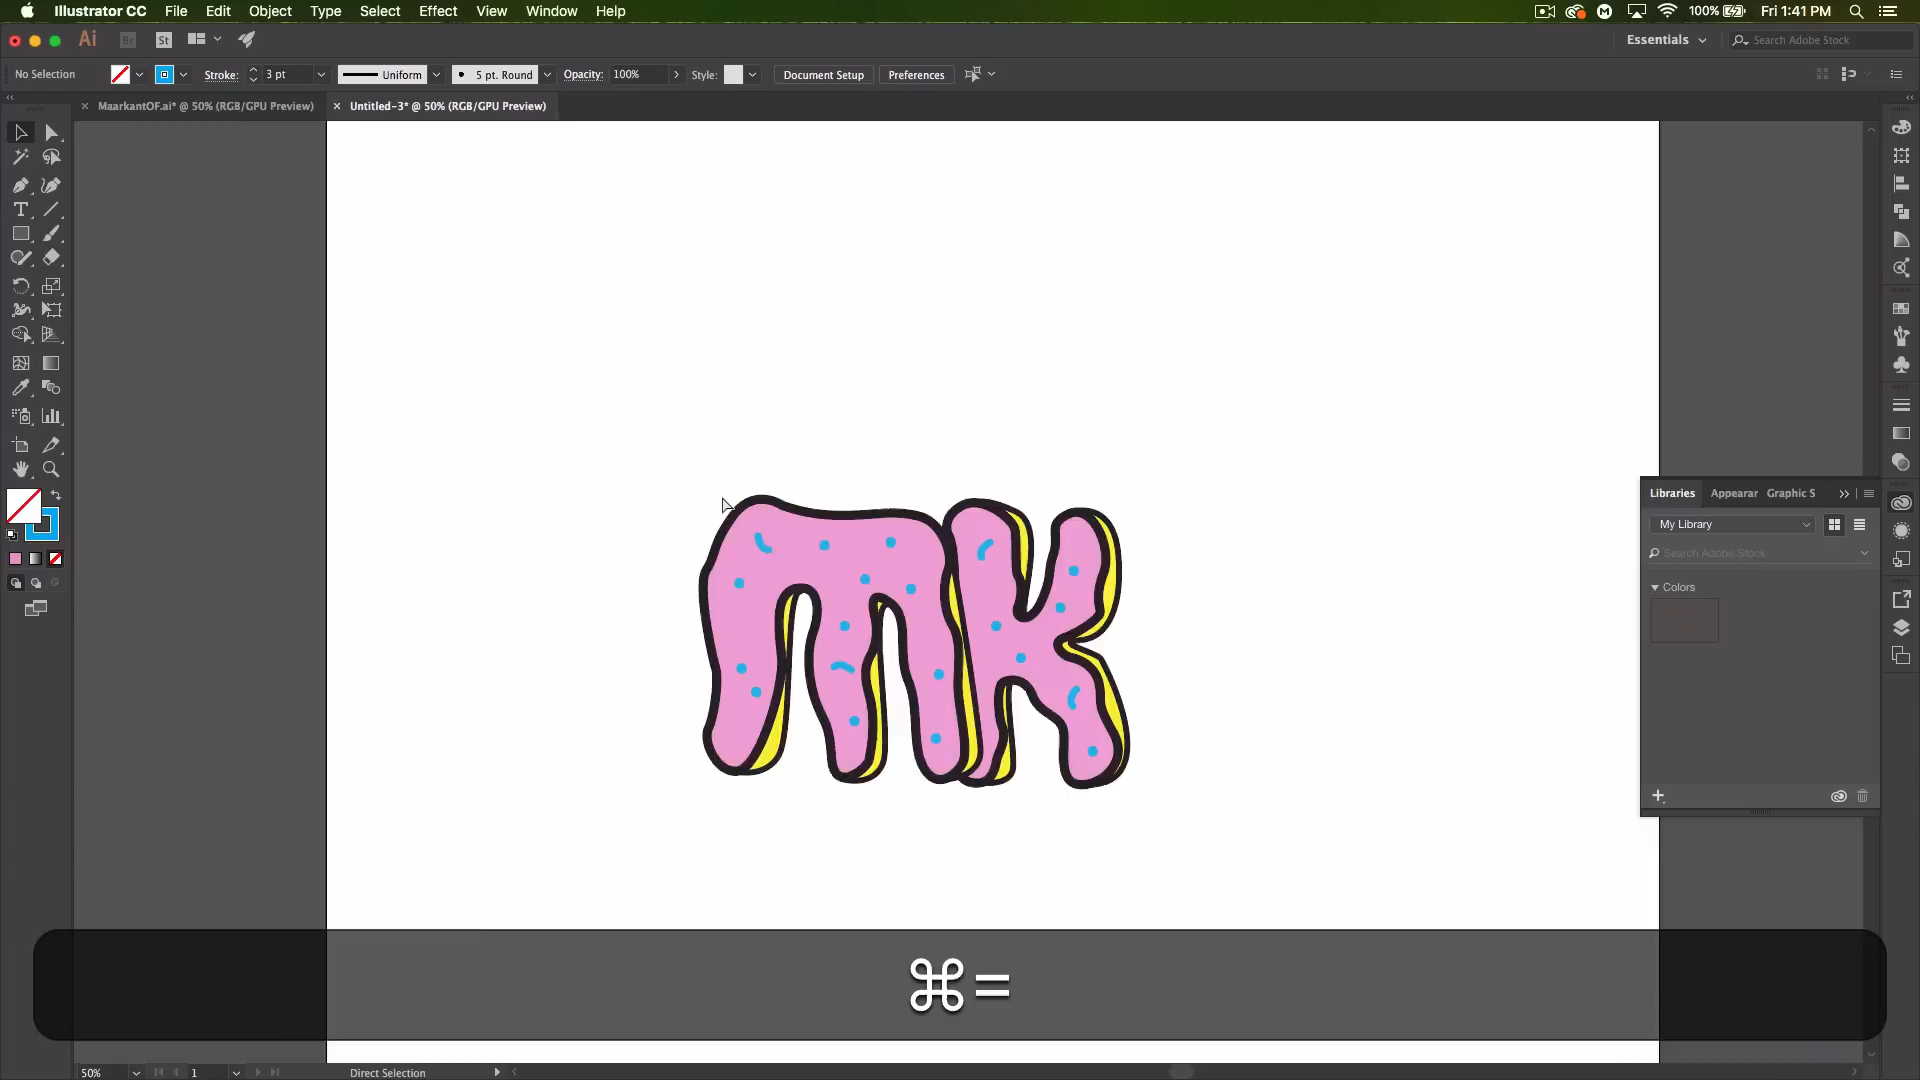 Illustrator CC File Edit Object Type Select Effect View Window Help 100% Fri 1:41 PM
Ai Br St Essentials Search Adobe Stock
No Selection Stroke: 3 pt Uniform 5 pt. Round Opacity: 100% Style: Document Setup Preferences
MaarkantOF.ai* @ 50% (RGB/GPU Preview) Untitled-3* @ 50% (RGB/GPU Preview)
MK
Libraries Appearar Graphic S
My Library
Search Adobe Stock
Colors
⌘=
50% 1 Direct Selection